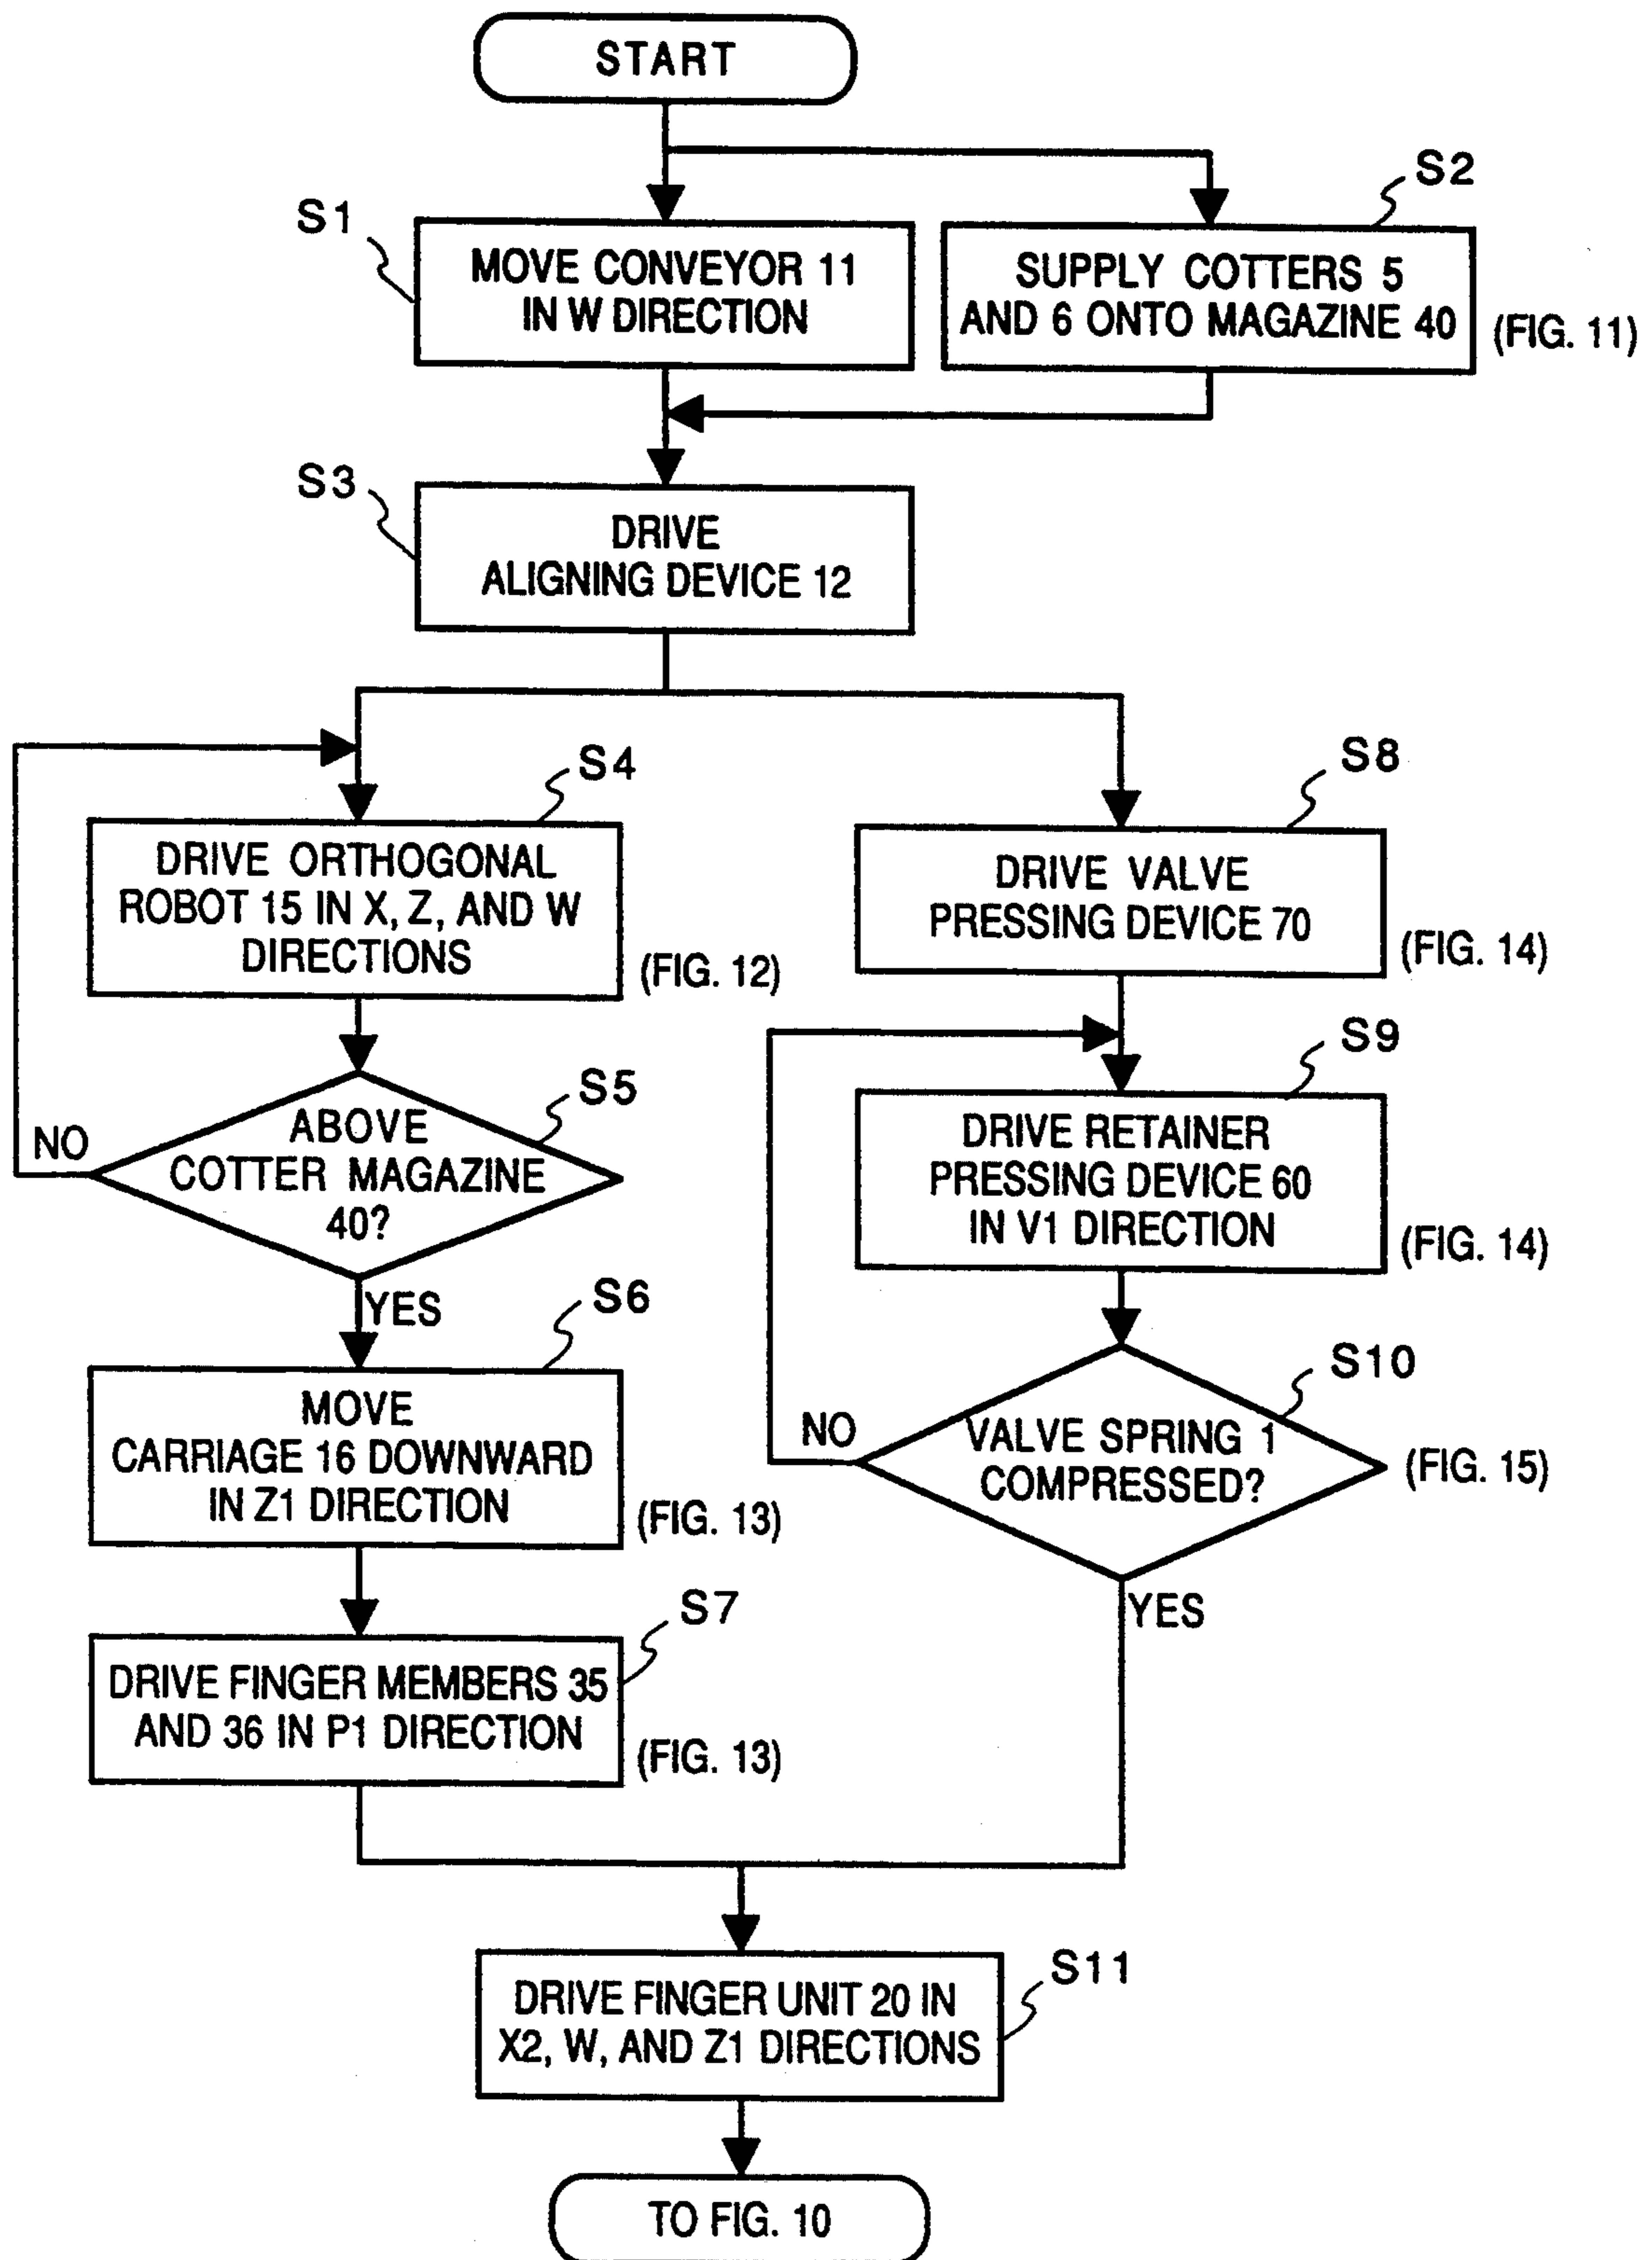 START
S1
MOVE CONVEYOR 11
IN W DIRECTION
S2
SUPPLY COTTERS 5
AND 6 ONTO MAGAZINE 40
(FIG. 11)
S3
DRIVE
ALIGNING DEVICE 12
S4
DRIVE ORTHOGONAL
ROBOT 15 IN X, Z, AND W
DIRECTIONS
(FIG. 12)
S5
ABOVE
COTTER MAGAZINE
40?
NO
YES
S6
MOVE
CARRIAGE 16 DOWNWARD
IN Z1 DIRECTION
(FIG. 13)
S7
DRIVE FINGER MEMBERS 35
AND 36 IN P1 DIRECTION
(FIG. 13)
S8
DRIVE VALVE
PRESSING DEVICE 70
(FIG. 14)
S9
DRIVE RETAINER
PRESSING DEVICE 60
IN V1 DIRECTION
(FIG. 14)
S10
VALVE SPRING 1
COMPRESSED?
(FIG. 15)
NO
YES
S11
DRIVE FINGER UNIT 20 IN
X2, W, AND Z1 DIRECTIONS
TO FIG. 10